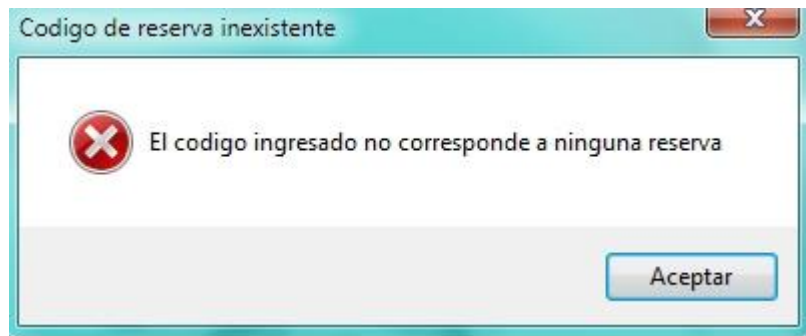 Codigo de reserva inexistente
El codigo ingresado no corresponde a ninguna reserva
Aceptar